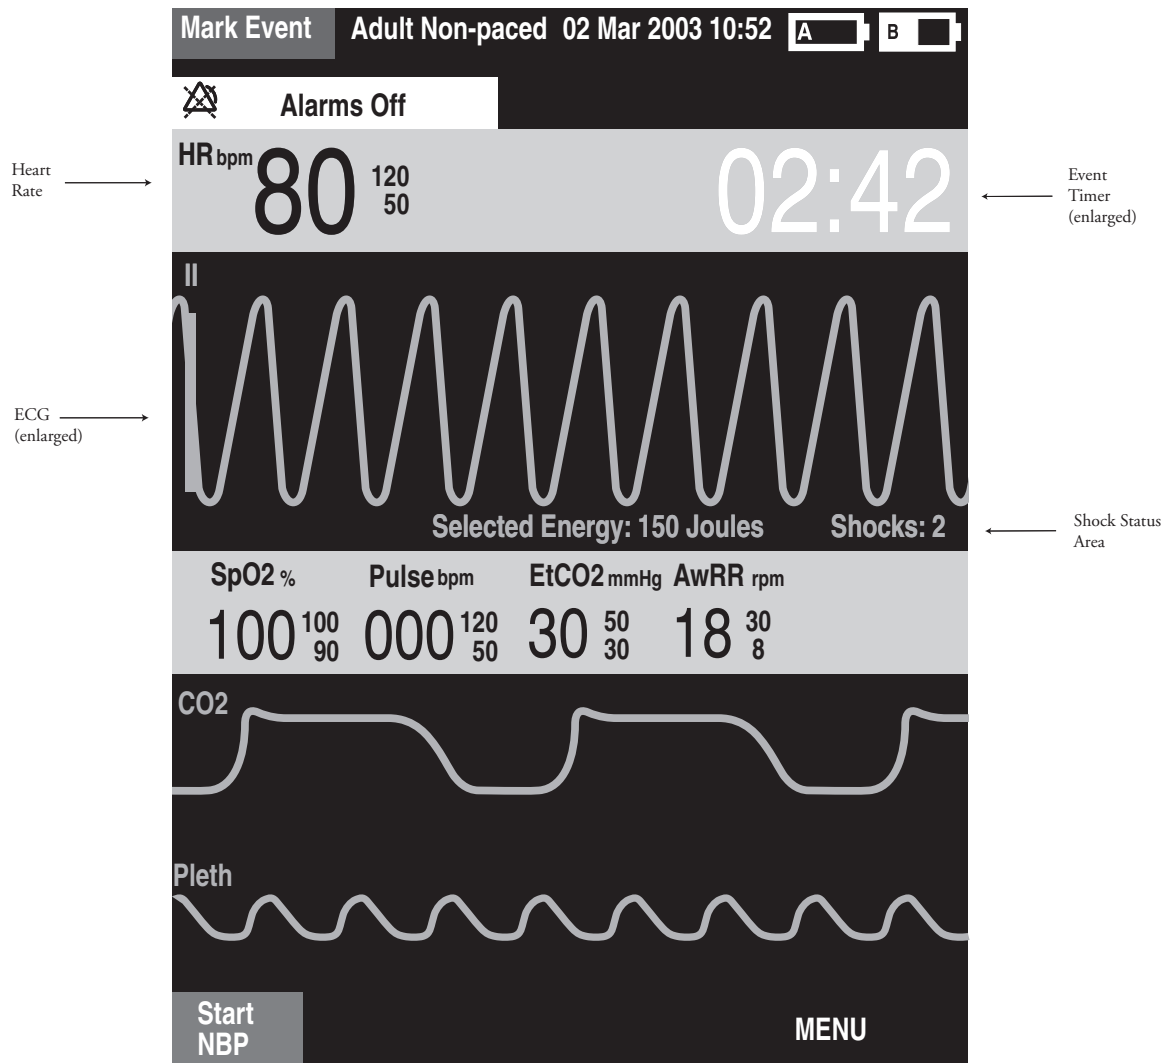 Mark Event Adult Non-paced 02 Mar 2003 10:52 A B
Alarms Off
HR bpm 80 120
50
02:42
Heart
Rate
Event
Timer
(enlarged)
II
ECG
(enlarged)
Selected Energy: 150 Joules Shocks: 2
Shock Status
Area
SpO2 % Pulse bpm EtCO2 mmHg AwRR rpm
100 100 000 120 30 50 18 30
90 50 30 8
CO2
Pleth
Start
NBP
MENU